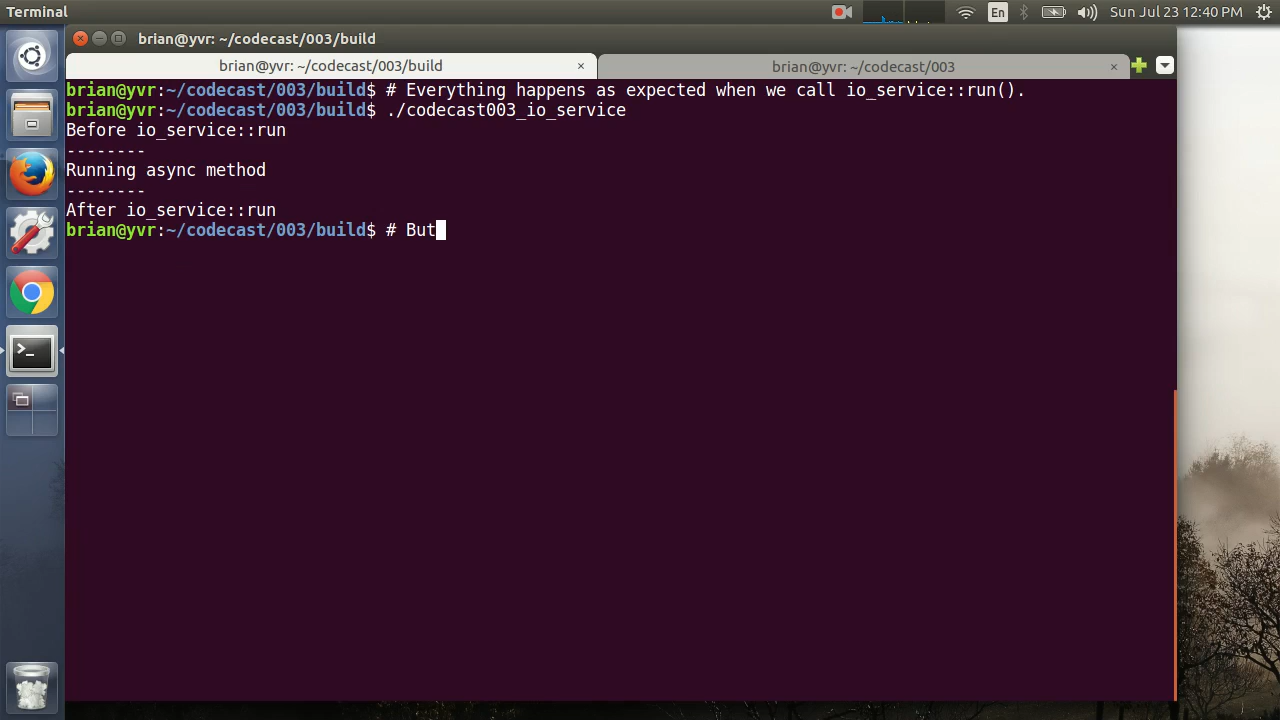 Terminal
En
Sun Jul 23 12:40 PM
brian@yvr: ~/codecast/003/build
brian@yvr: ~/codecast/003/build ×
brian@yvr: ~/codecast/003 ×
brian@yvr:~/codecast/003/build$ # Everything happens as expected when we call io_service::run().
brian@yvr:~/codecast/003/build$ ./codecast003_io_service
Before io_service::run
--------
Running async method
--------
After io_service::run
brian@yvr:~/codecast/003/build$ # But